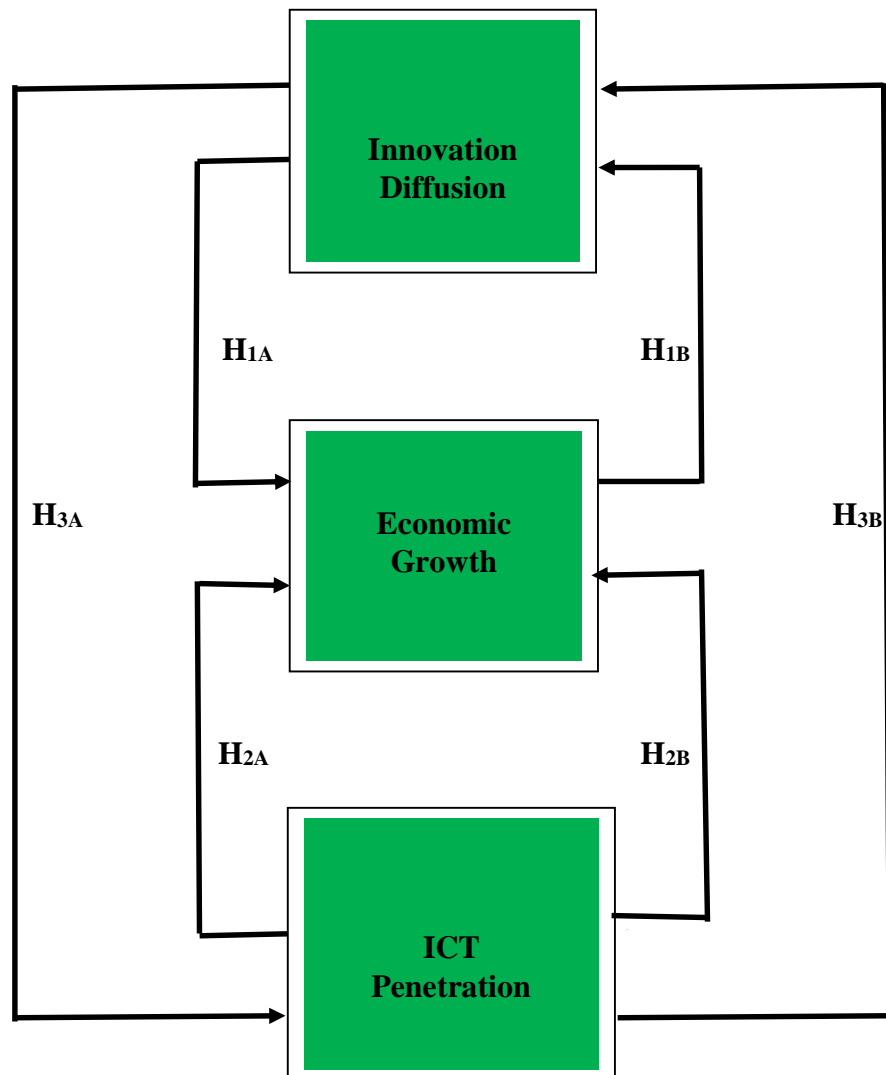 Innovation
Diffusion
H1A
H1B
H3A
Economic
Growth
H3B
H2A
H2B
ICT
Penetration